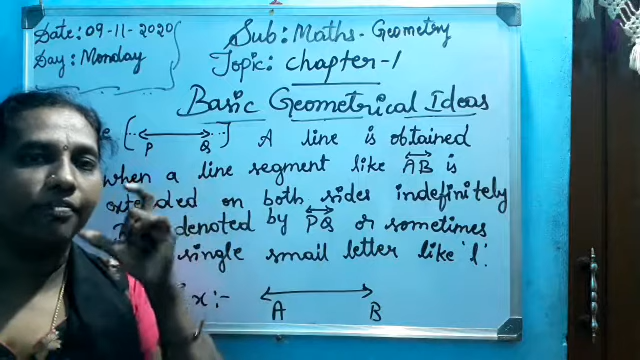 Date: 09-11-2020
Day: Monday
Sub: Maths - Geometry
Topic: chapter-1
Basic Geometrical Ideas
P Q A line is obtained
when a line segment like AB is
extended on both sides indefinitely
denoted by PQ or sometimes
single small letter like 'l'.
x:-
A B